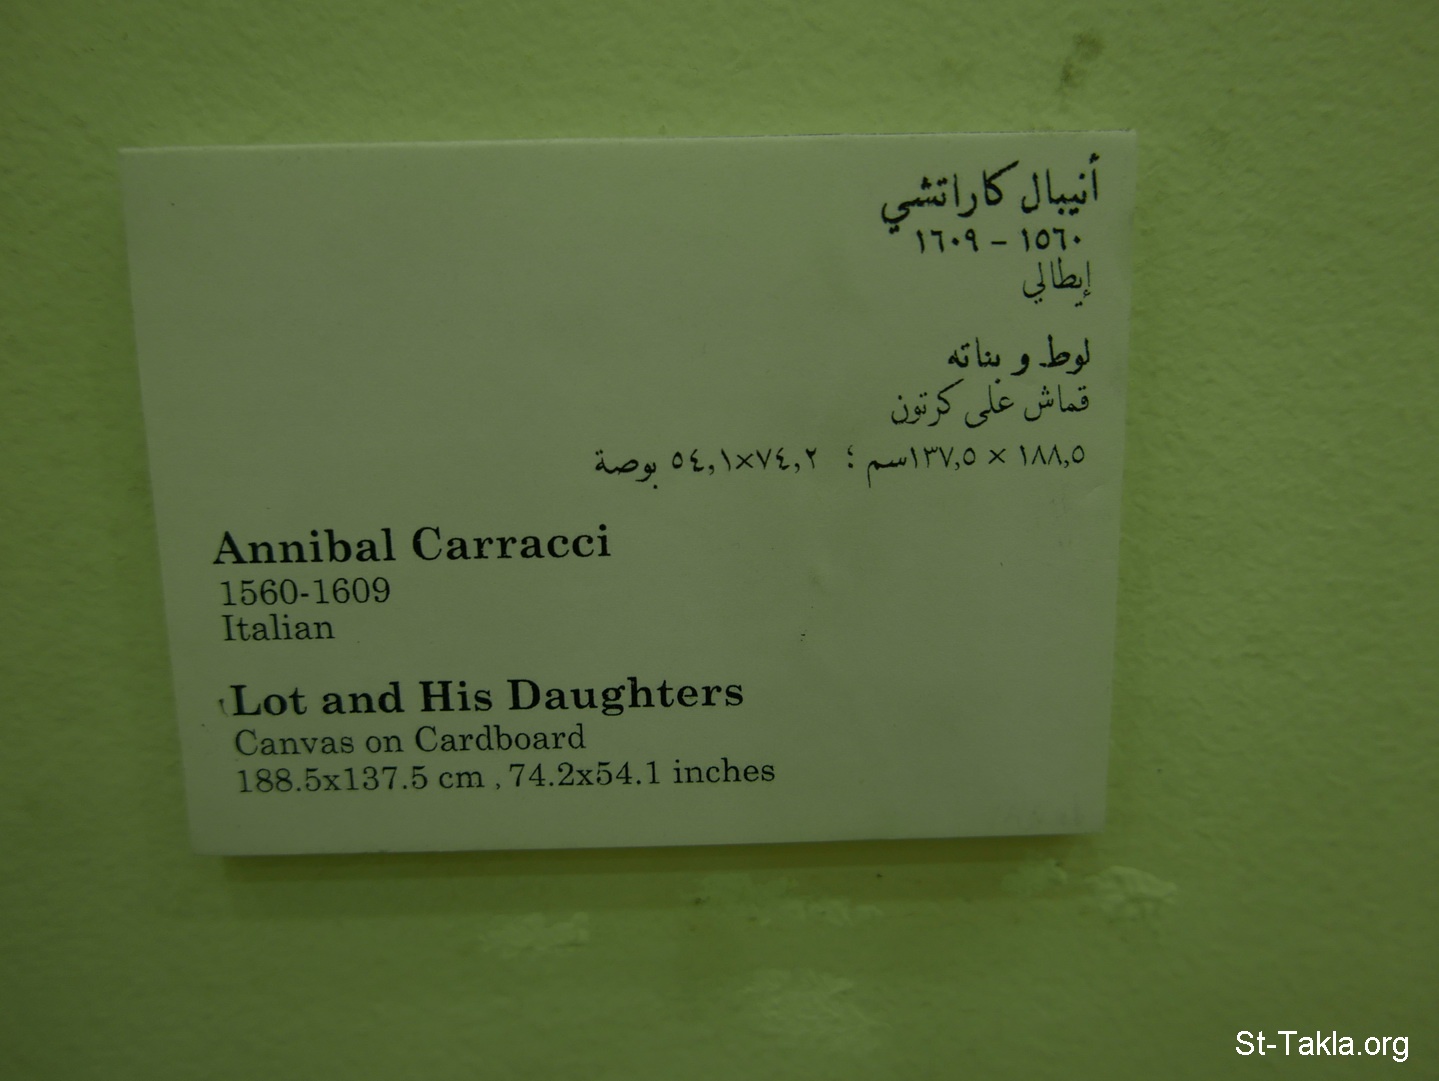 أنيبال كاراتشي
١٥٦٠ – ١٦٠٩
إيطالي
لوط و بناته
قماش على كرتون
١٨٨,٥ × ١٣٧,٥سم ؛ ٧٤,٢×٥٤,١ بوصة
Annibal Carracci
1560-1609
Italian
Lot and His Daughters
Canvas on Cardboard
188.5x137.5 cm , 74.2x54.1 inches
St-Takla.org